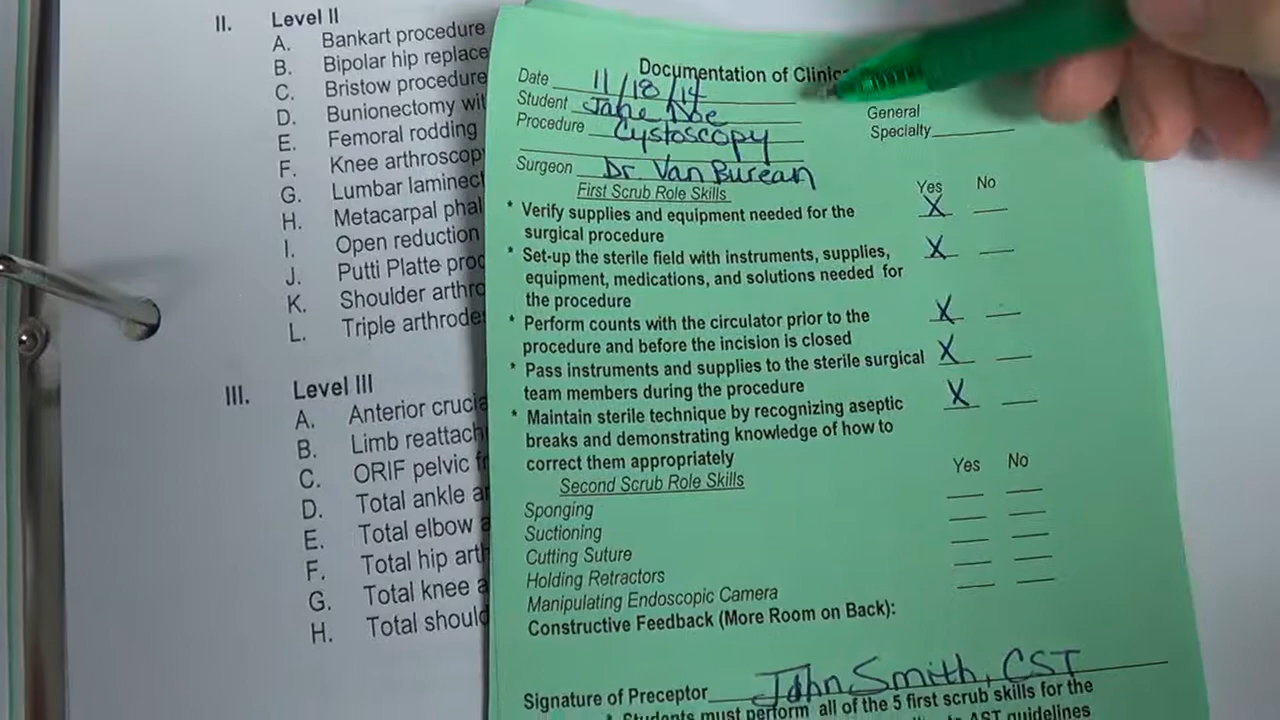 II. Level II
A. Bankart procedure
B. Bipolar hip replace
C. Bristow procedure
D. Bunionectomy wit
E. Femoral rodding
F. Knee arthroscop
G. Lumbar laminect
H. Metacarpal phal
I. Open reduction
J. Putti Platte proc
K. Shoulder arthro
L. Triple arthrode
III. Level III
A. Anterior crucia
B. Limb reattach
C. ORIF pelvic f
D. Total ankle a
E. Total elbow a
F. Total hip art
G. Total knee a
H. Total should
Documentation of Clinic
Date 11/18/14
Student Jane Doe
Procedure Cystoscopy
Surgeon Dr. Van Burean
General
Specialty
First Scrub Role Skills
Yes No
* Verify supplies and equipment needed for the X
surgical procedure
* Set-up the sterile field with instruments, supplies, X
equipment, medications, and solutions needed for
the procedure
* Perform counts with the circulator prior to the X
procedure and before the incision is closed
* Pass instruments and supplies to the sterile surgical X
team members during the procedure
* Maintain sterile technique by recognizing aseptic X
breaks and demonstrating knowledge of how to
correct them appropriately
Second Scrub Role Skills Yes No
Sponging
Suctioning
Cutting Suture
Holding Retractors
Manipulating Endoscopic Camera
Constructive Feedback (More Room on Back):
Signature of Preceptor John Smith, CST
* Students must perform all of the 5 first scrub skills for the
AST guidelines